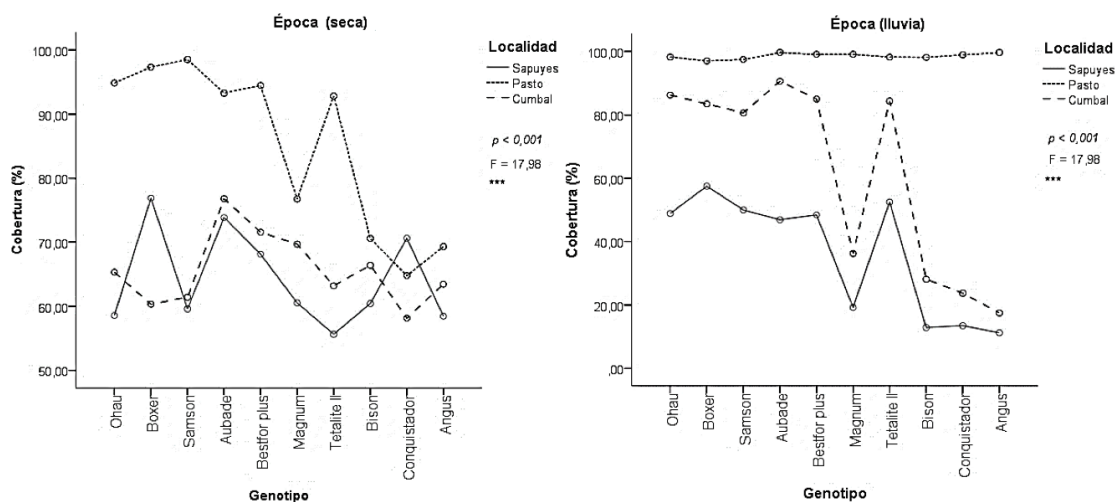 Época (seca)
100,00
90,00
80,00
70,00
60,00
50,00
Cobertura (%)
Ohau
Boxer
Samson
Aubade
Bestfor plus
Magnum
Tetalite II
Bison
Conquistador
Angus
Genotipo
Localidad
Sapuyes
Pasto
Cumbal
p < 0,001
F = 17,98
***
Época (lluvia)
100,00
80,00
60,00
40,00
20,00
,00
Cobertura (%)
Ohau
Boxer
Samson
Aubade
Bestfor plus
Magnum
Tetalite II
Bison
Conquistador
Angus
Genotipo
Localidad
Sapuyes
Pasto
Cumbal
p < 0,001
F = 17,98
***